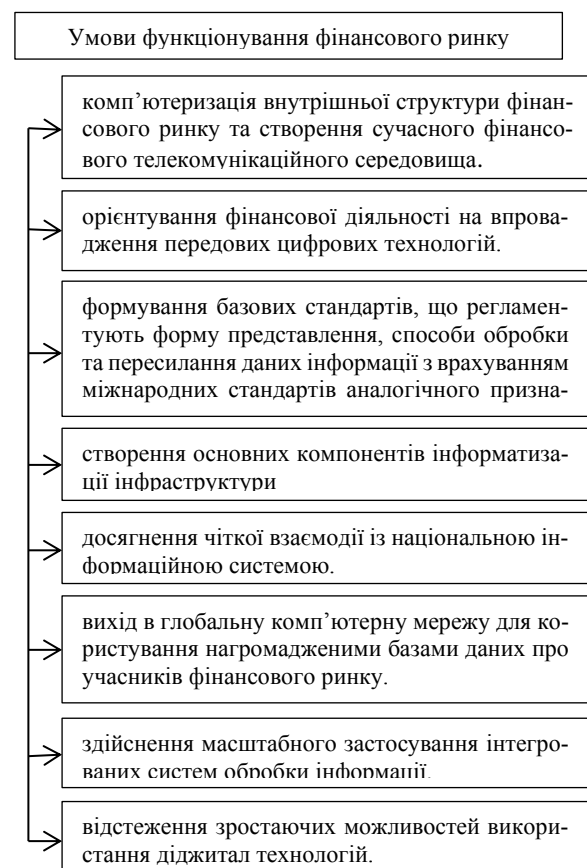 Умови функціонування фінансового ринку
комп’ютеризація внутрішньої структури фінан-
сового ринку та створення сучасного фінансо-
вого телекомунікаційного середовища.
орієнтування фінансової діяльності на впрова-
дження передових цифрових технологій.
формування базових стандартів, що регламен-
тують форму представлення, способи обробки
та пересилання даних інформації з врахуванням
міжнародних стандартів аналогічного призна-
створення основних компонентів інформатиза-
ції інфраструктури
досягнення чіткої взаємодії із національною ін-
формаційною системою.
вихід в глобальну комп’ютерну мережу для ко-
ристування нагромадженими базами даних про
учасників фінансового ринку.
здійснення масштабного застосування інтегро-
ваних систем обробки інформації.
відстеження зростаючих можливостей викори-
стання діджитал технологій.